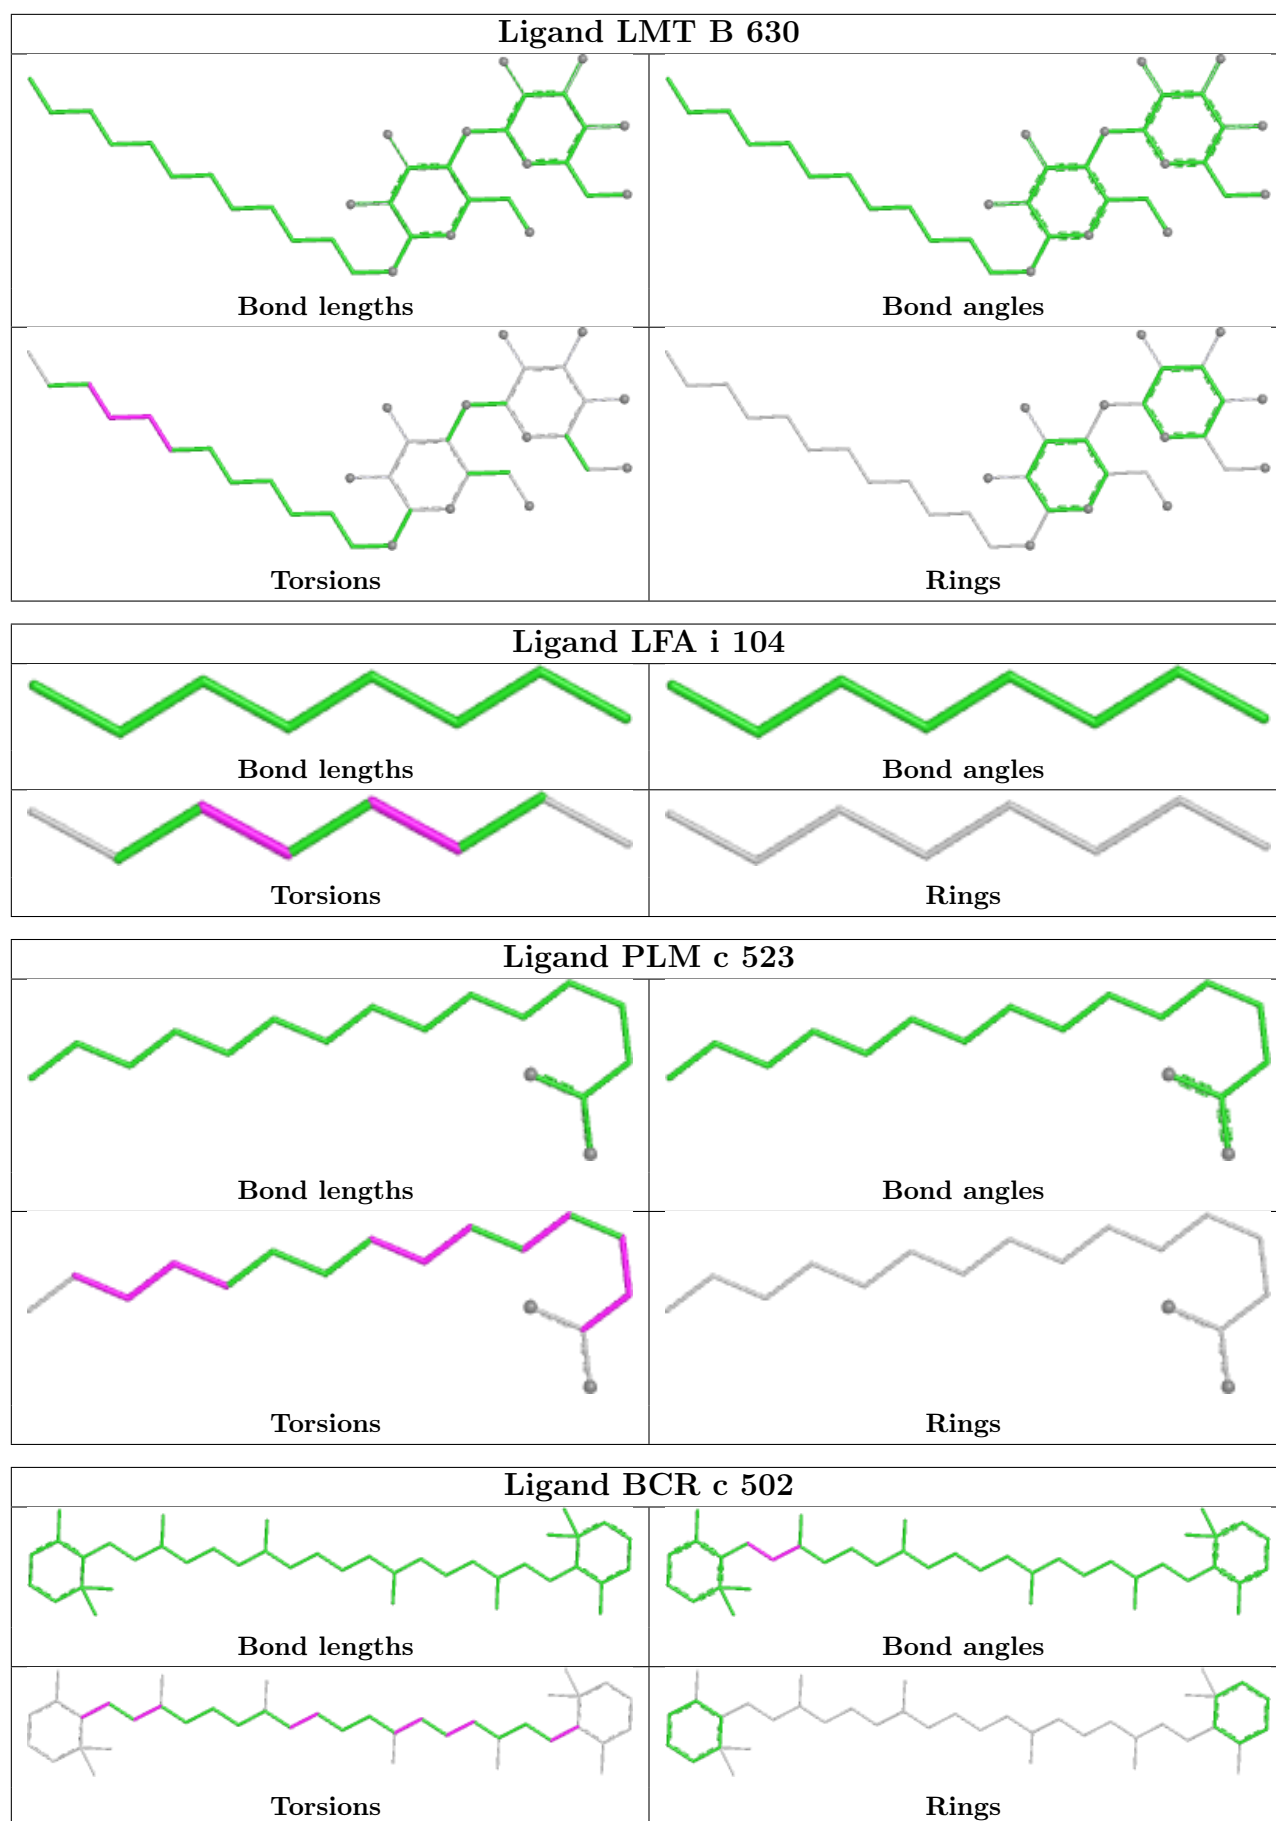 Ligand LMT B 630
Bond lengths
Bond angles
Torsions
Rings
Ligand LFA i 104
Bond lengths
Bond angles
Torsions
Rings
Ligand PLM c 523
Bond lengths
Bond angles
Torsions
Rings
Ligand BCR c 502
Bond lengths
Bond angles
Torsions
Rings